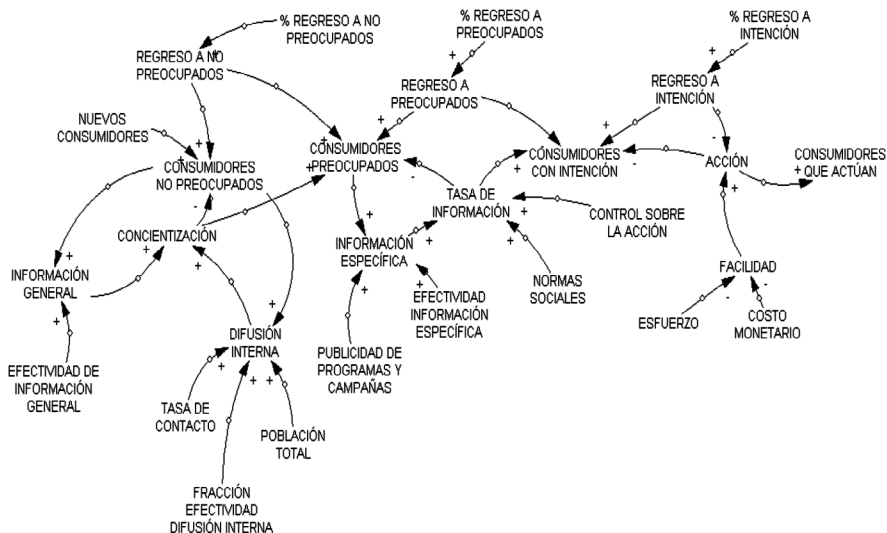 % REGRESO A NO
PREOCUPADOS
% REGRESO A
PREOCUPADOS
% REGRESO A
INTENCIÓN
REGRESO A NO
PREOCUPADOS
REGRESO A
PREOCUPADOS
REGRESO A
INTENCIÓN
NUEVOS
CONSUMIDORES
CONSUMIDORES
NO PREOCUPADOS
CONSUMIDORES
PREOCUPADOS
CONSUMIDORES
CON INTENCIÓN
ACCIÓN
CONSUMIDORES
QUE ACTÚAN
CONCIENTIZACIÓN
TASA DE
INFORMACIÓN
CONTROL SOBRE
LA ACCIÓN
INFORMACIÓN
GENERAL
INFORMACIÓN
ESPECÍFICA
NORMAS
SOCIALES
FACILIDAD
EFECTIVIDAD
INFORMACIÓN
ESPECÍFICA
ESFUERZO
COSTO
MONETARIO
DIFUSIÓN
INTERNA
EFECTIVIDAD DE
INFORMACIÓN
GENERAL
PUBLICIDAD DE
PROGRAMAS Y
CAMPAÑAS
TASA DE
CONTACTO
POBLACIÓN
TOTAL
FRACCIÓN
EFECTIVIDAD
DIFUSIÓN INTERNA